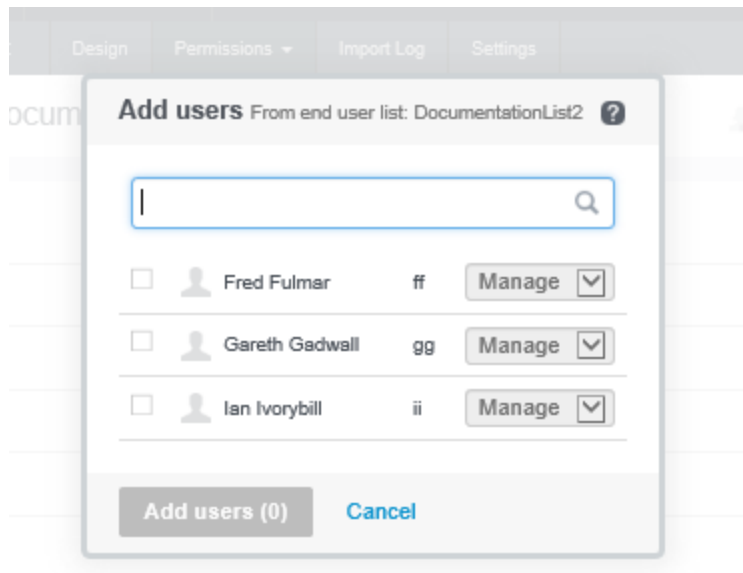 Design Permissions Import Log Settings
ocum
Add users From end user list: DocumentationList2 ?
Fred Fulmar ff Manage
Gareth Gadwall gg Manage
Ian Ivorybill ii Manage
Add users (0) Cancel